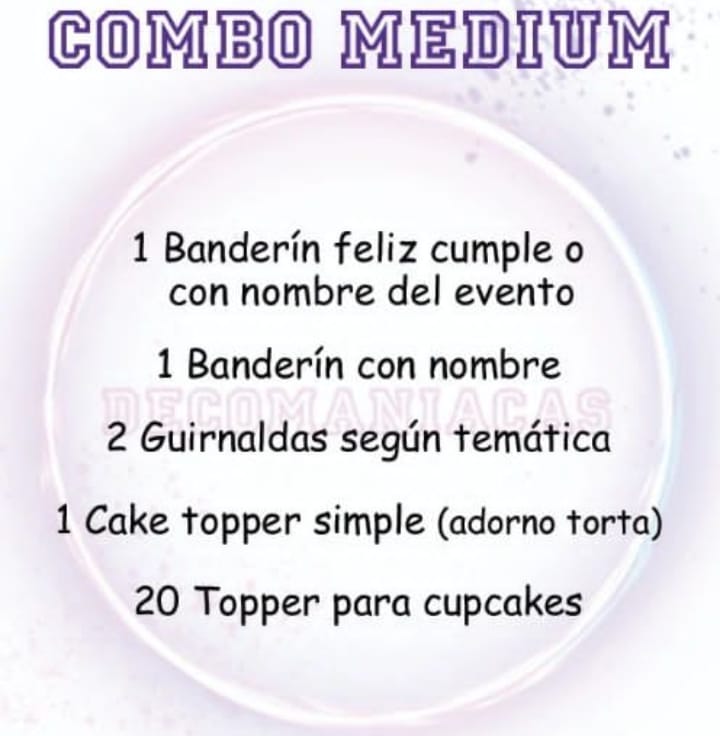 COMBO MEDIUM
1 Banderín feliz cumple o
con nombre del evento
1 Banderín con nombre
DECOMANIACAS
2 Guirnaldas según temática
1 Cake topper simple (adorno torta)
20 Topper para cupcakes